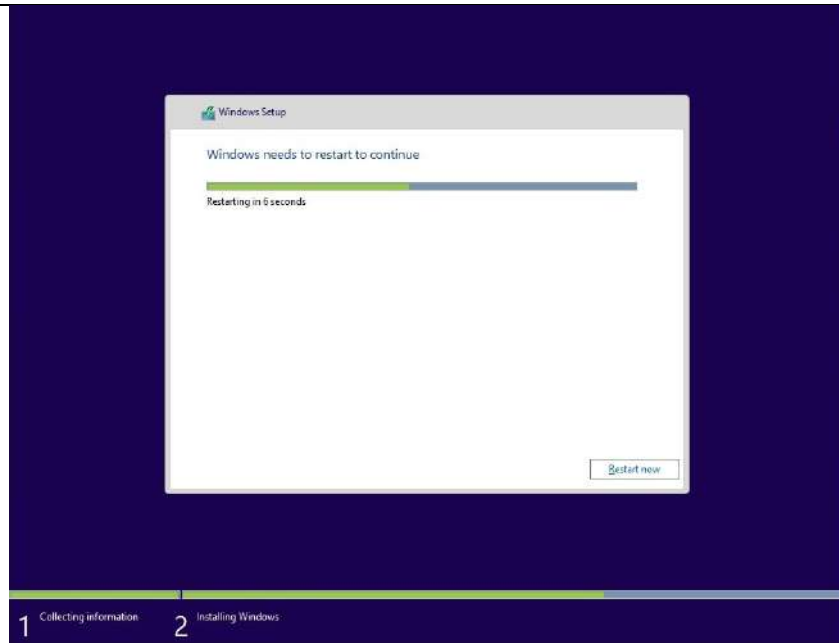 Windows Setup
Windows needs to restart to continue
Restarting in 6 seconds
Restart now
1 Collecting information
2 Installing Windows